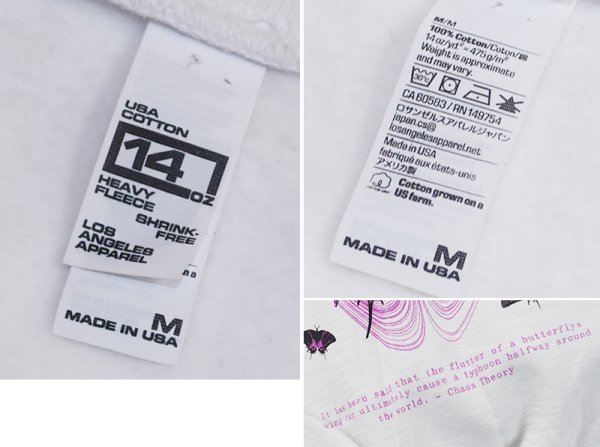 USA
COTTON
14
OZ
HEAVY
FLEECE
SHRINK-
FREE
LOS
ANGELES
APPAREL
M
MADE IN USA
M/M
100% Cotton/Coton/綿
14 oz/yd² = 475g/m²
Weight is approximate
and may vary.
30°
CA 60583 / RN 149754
ロサンゼルスアパレルジャパン
japan.cs@
losangelesapparel.net
Made in USA
fabriqué aux états-unis
アメリカ製
Cotton grown on a
US farm.
M
MADE IN USA
It has been said that the flutter of a butterflys
wing can ultimately cause a typhoon halfway around
the world. - Chaos Theory